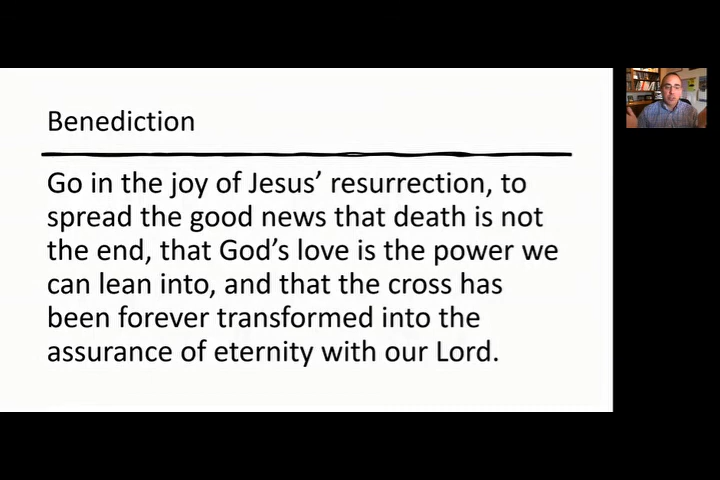 Benediction
Go in the joy of Jesus’ resurrection, to
spread the good news that death is not
the end, that God’s love is the power we
can lean into, and that the cross has
been forever transformed into the
assurance of eternity with our Lord.